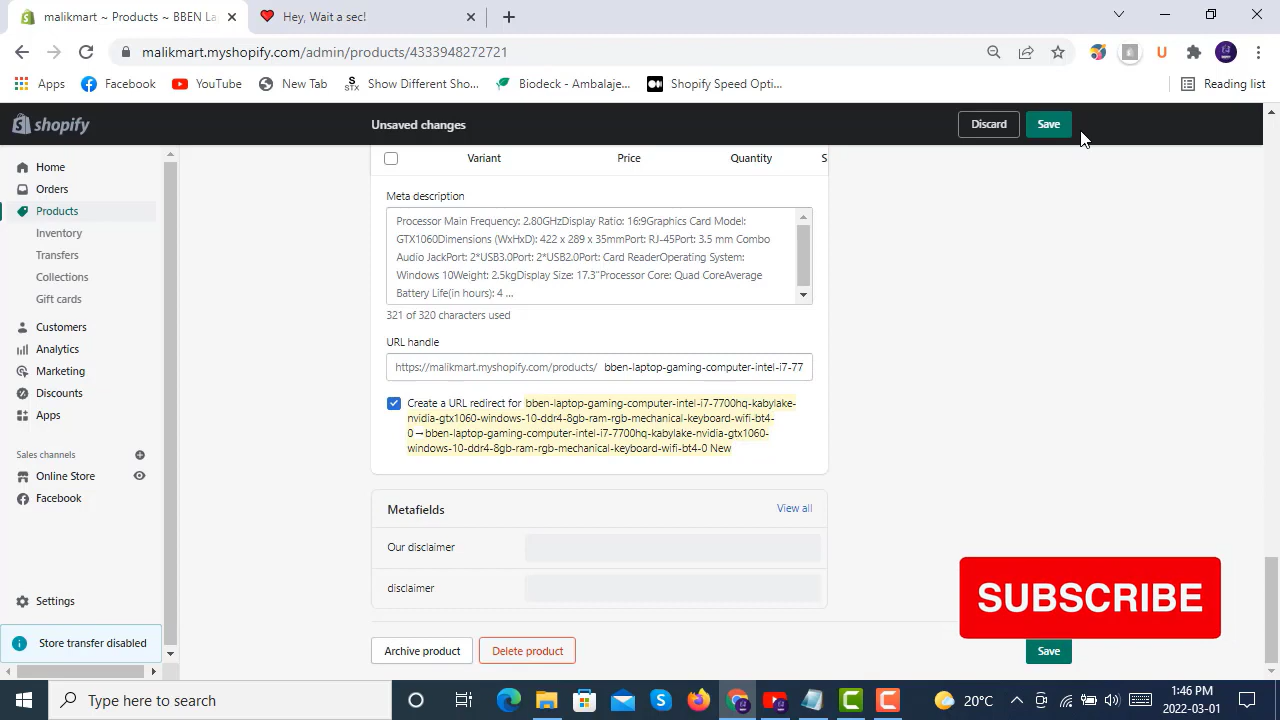 malikmart ~ Products ~ BBEN La
Hey, Wait a sec!
malikmart.myshopify.com/admin/products/4333948272721
Apps
Facebook
YouTube
New Tab
STX
Show Different Sho...
Biodeck - Ambalaje...
Shopify Speed Opti...
Reading list
shopify
Unsaved changes
Discard
Save
Home
Orders
Products
Inventory
Transfers
Collections
Gift cards
Customers
Analytics
Marketing
Discounts
Apps
Sales channels
Online Store
Facebook
Settings
Store transfer disabled
Variant
Price
Quantity
S
Meta description
Processor Main Frequency: 2.80GHzDisplay Ratio: 16:9Graphics Card Model:
GTX1060Dimensions (WxHxD): 422 x 289 x 35mmPort: RJ-45Port: 3.5 mm Combo
Audio JackPort: 2*USB3.0Port: 2*USB2.0Port: Card ReaderOperating System:
Windows 10Weight: 2.5kgDisplay Size: 17.3"Processor Core: Quad CoreAverage
Battery Life(in hours): 4 ...
321 of 320 characters used
URL handle
https://malikmart.myshopify.com/products/ bben-laptop-gaming-computer-intel-i7-77
Create a URL redirect for bben-laptop-gaming-computer-intel-i7-7700hq-kabylake-
nvidia-gtx1060-windows-10-ddr4-8gb-ram-rgb-mechanical-keyboard-wifi-bt4-
0→bben-laptop-gaming-computer-intel-i7-7700hq-kabylake-nvidia-gtx1060-
windows-10-ddr4-8gb-ram-rgb-mechanical-keyboard-wifi-bt4-0 New
Metafields
View all
Our disclaimer
disclaimer
SUBSCRIBE
Archive product
Delete product
Save
Type here to search
20°C
1:46 PM
2022-03-01